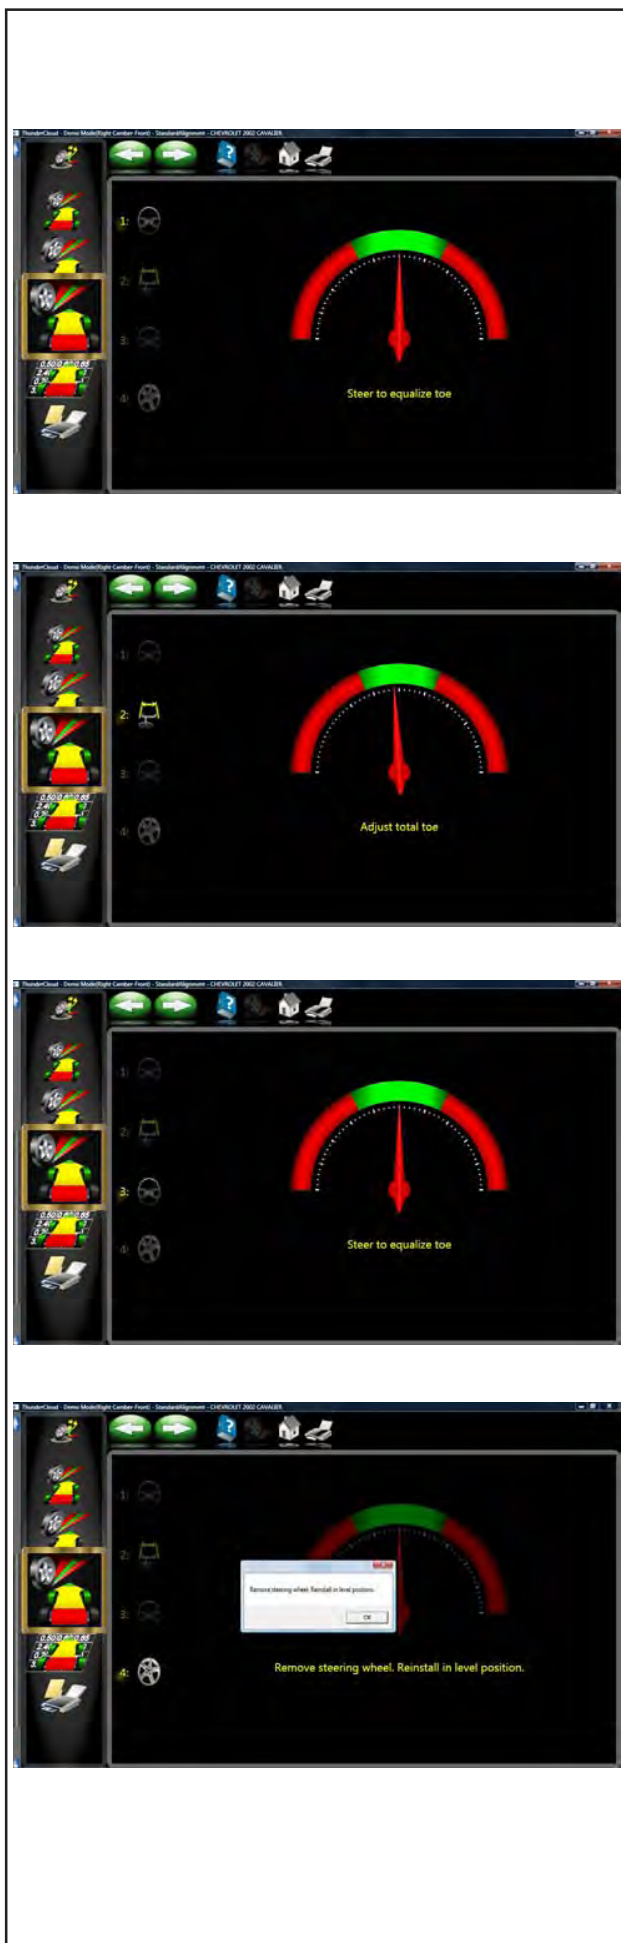 ThunderCloud - Demo Mode(Right Camber-Front) - StandardAlignment - CHEVROLET 2002 CAVALIER
1:
2:
3:
4:
Steer to equalize toe
ThunderCloud - Demo Mode(Right Camber-Front) - StandardAlignment - CHEVROLET 2002 CAVALIER
1:
2:
3:
4:
Adjust total toe
ThunderCloud - Demo Mode(Right Camber-Front) - StandardAlignment - CHEVROLET 2002 CAVALIER
1:
2:
3:
4:
Steer to equalize toe
ThunderCloud - Demo Mode(Right Camber-Front) - StandardAlignment - CHEVROLET 2002 CAVALIER
1:
2:
3:
4:
Remove steering wheel. Reinstall in level position.
OK
Remove steering wheel. Reinstall in level position.